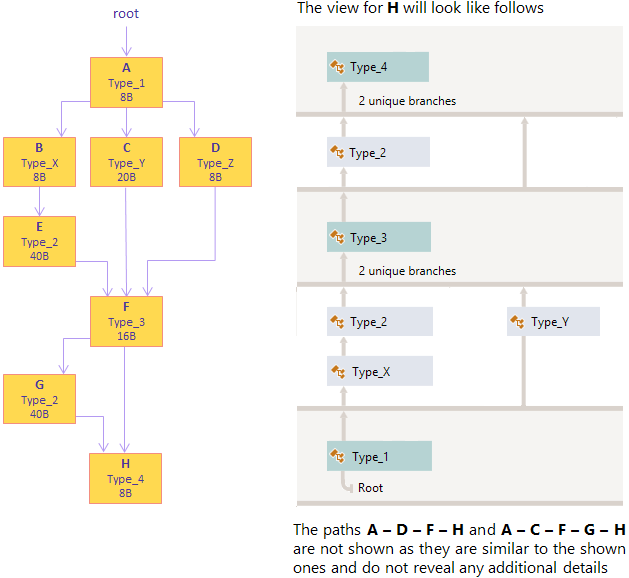 root
A
Type_1
8B
B
Type_X
8B
C
Type_Y
20B
D
Type_Z
8B
E
Type_2
40B
F
Type_3
16B
G
Type_2
40B
H
Type_4
8B
The view for H will look like follows
Type_4
2 unique branches
Type_2
Type_3
2 unique branches
Type_2
Type_Y
Type_X
Type_1
Root
The paths A – D – F – H and A – C – F – G – H
are not shown as they are similar to the shown
ones and do not reveal any additional details